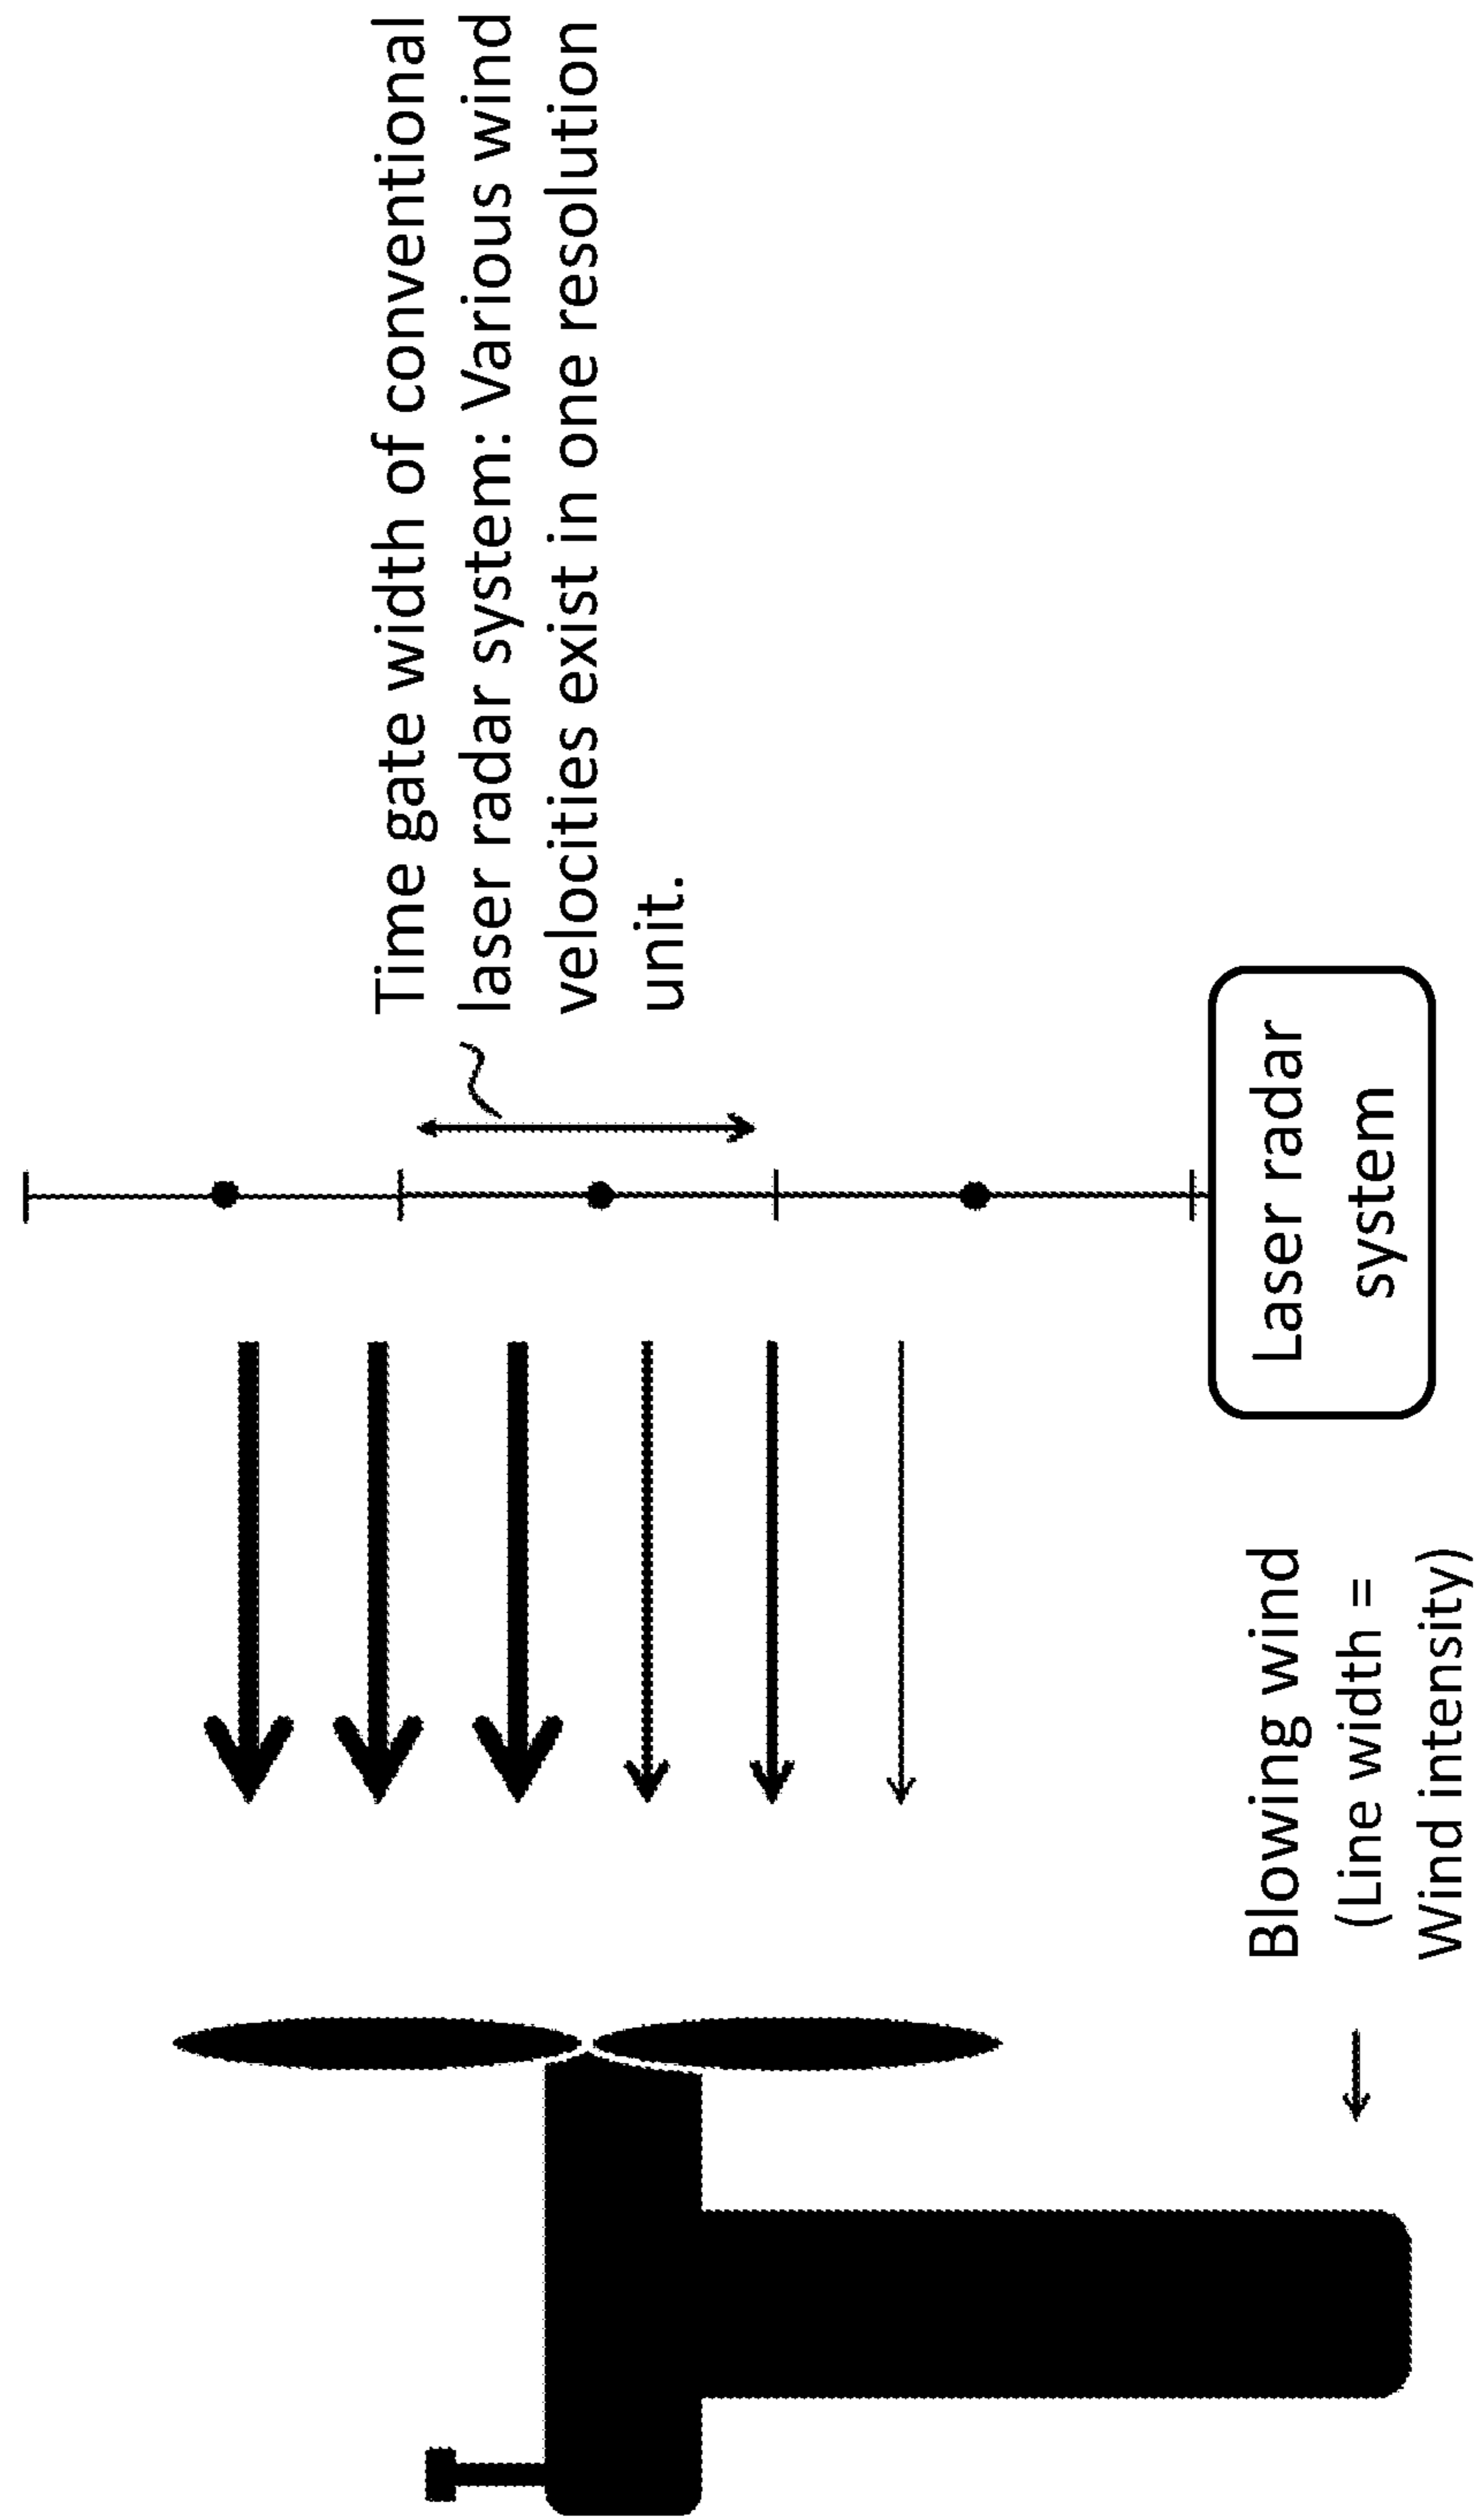 Time gate width of conventional
laser radar system: Various wind
velocities exist in one resolution
unit.
Laser radar
system
Blowing wind
(Line width =
Wind intensity)